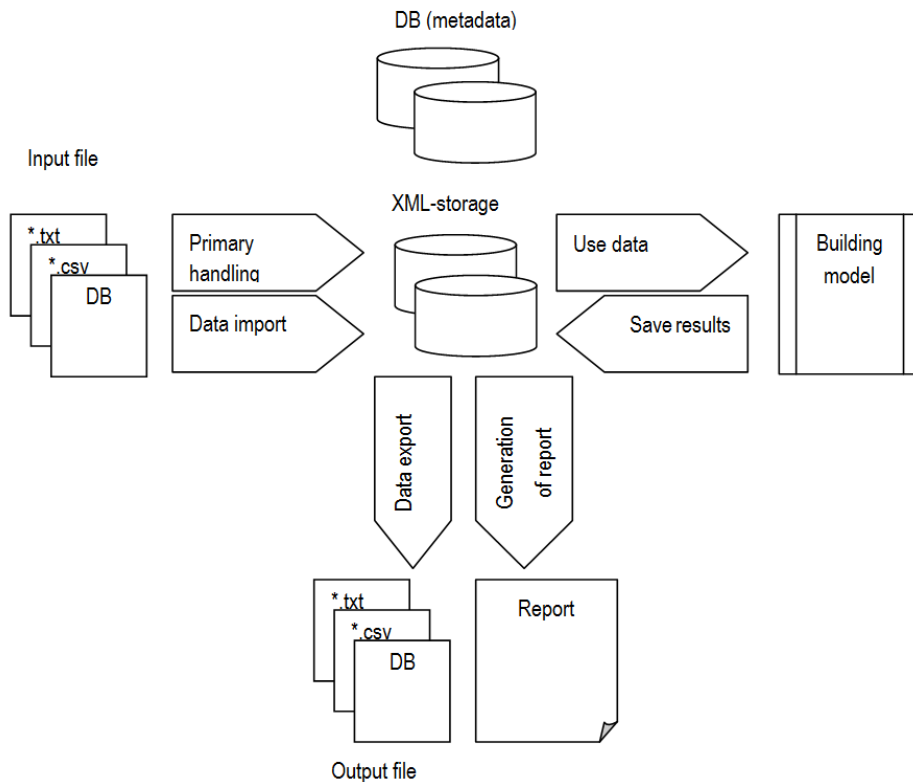 DB (metadata)
Input file
XML-storage
*.txt
*.csv
DB
Primary
handling
Data import
Use data
Save results
Building
model
Data export
Generation
of report
*.txt
*.csv
DB
Report
Output file